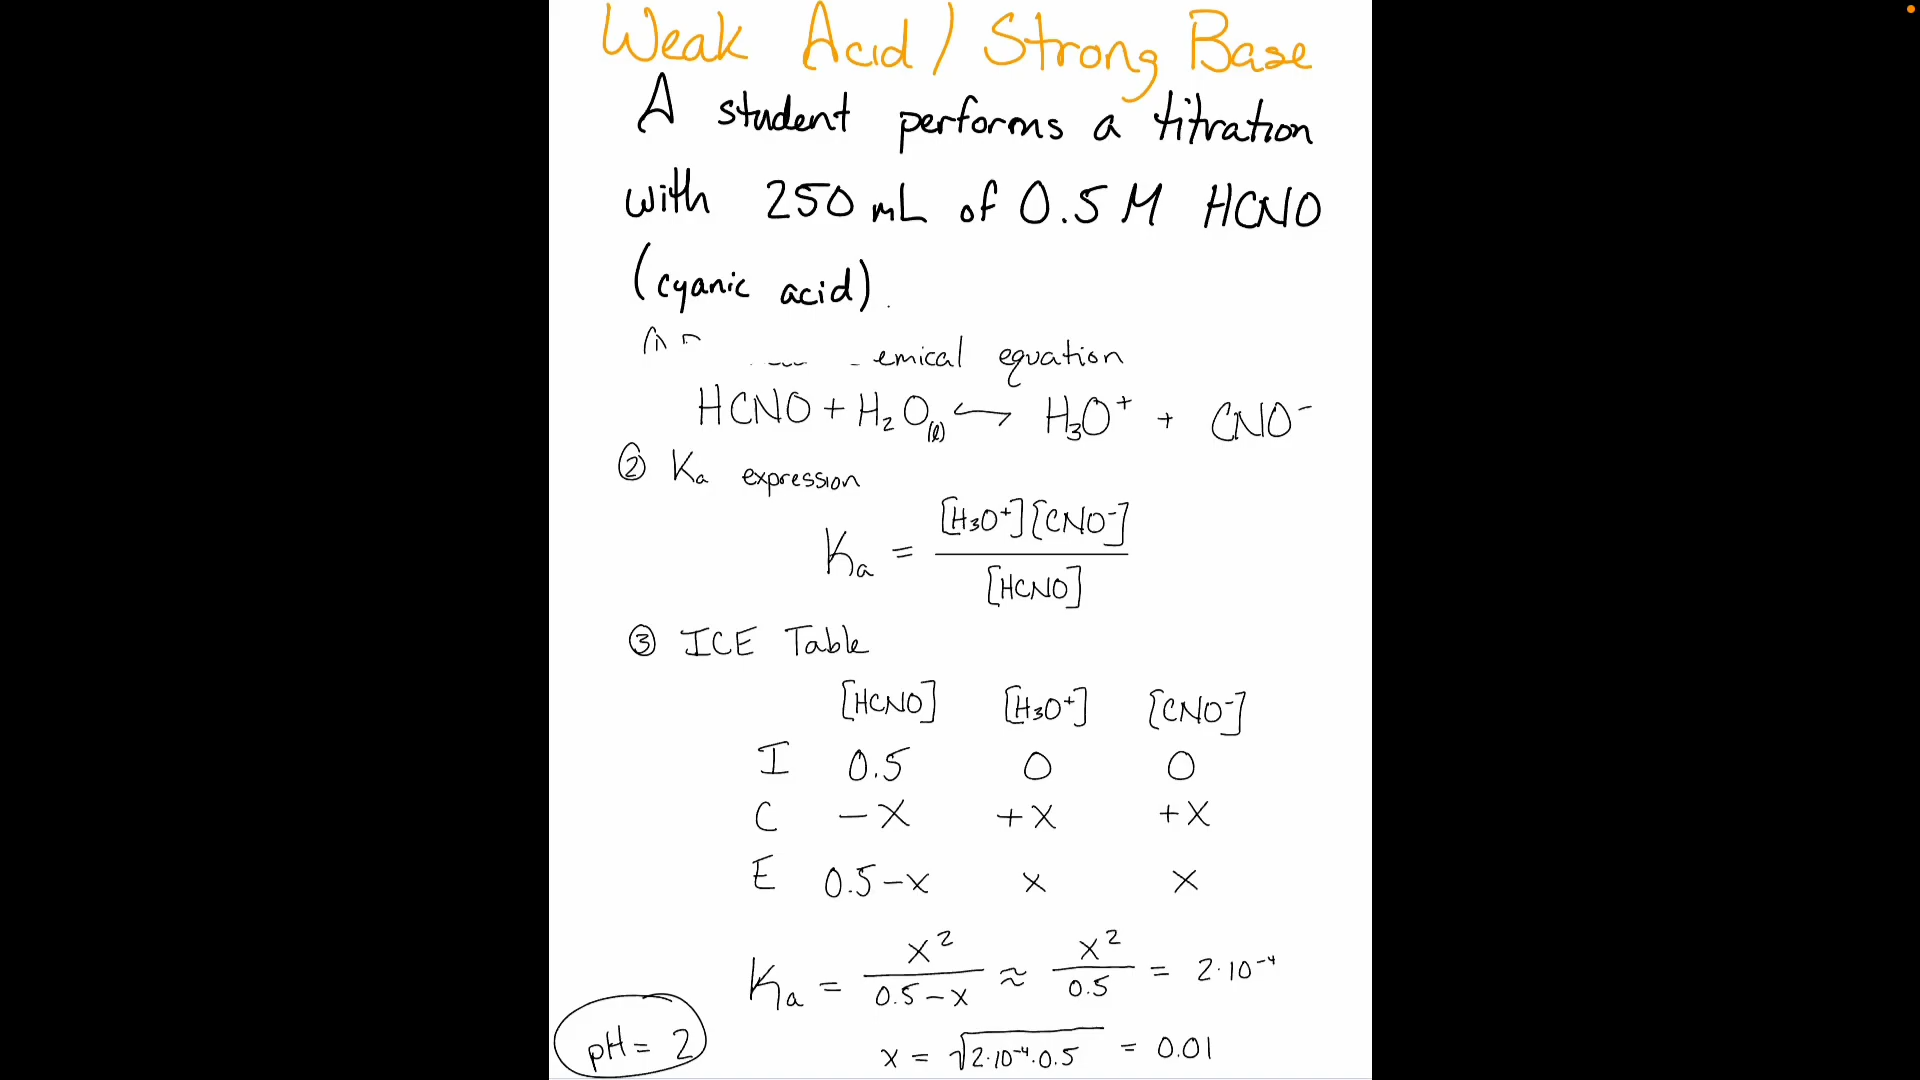 Weak Acid / Strong Base
A student performs a titration
with 250 mL of 0.5 M HCNO
(cyanic acid).
emical equation
HCNO + H₂O(l) ↔ H₃O⁺ + CNO⁻
② Ka expression
Ka = [H₃O⁺][CNO⁻] / [HCNO]
③ ICE Table
[HCNO] [H₃O⁺] [CNO⁻]
I 0.5 0 0
C -x +x +x
E 0.5-x x x
Ka = x² / 0.5-x ≈ x² / 0.5 = 2·10⁻⁴
x = √2·10⁻⁴·0.5 = 0.01
pH = 2